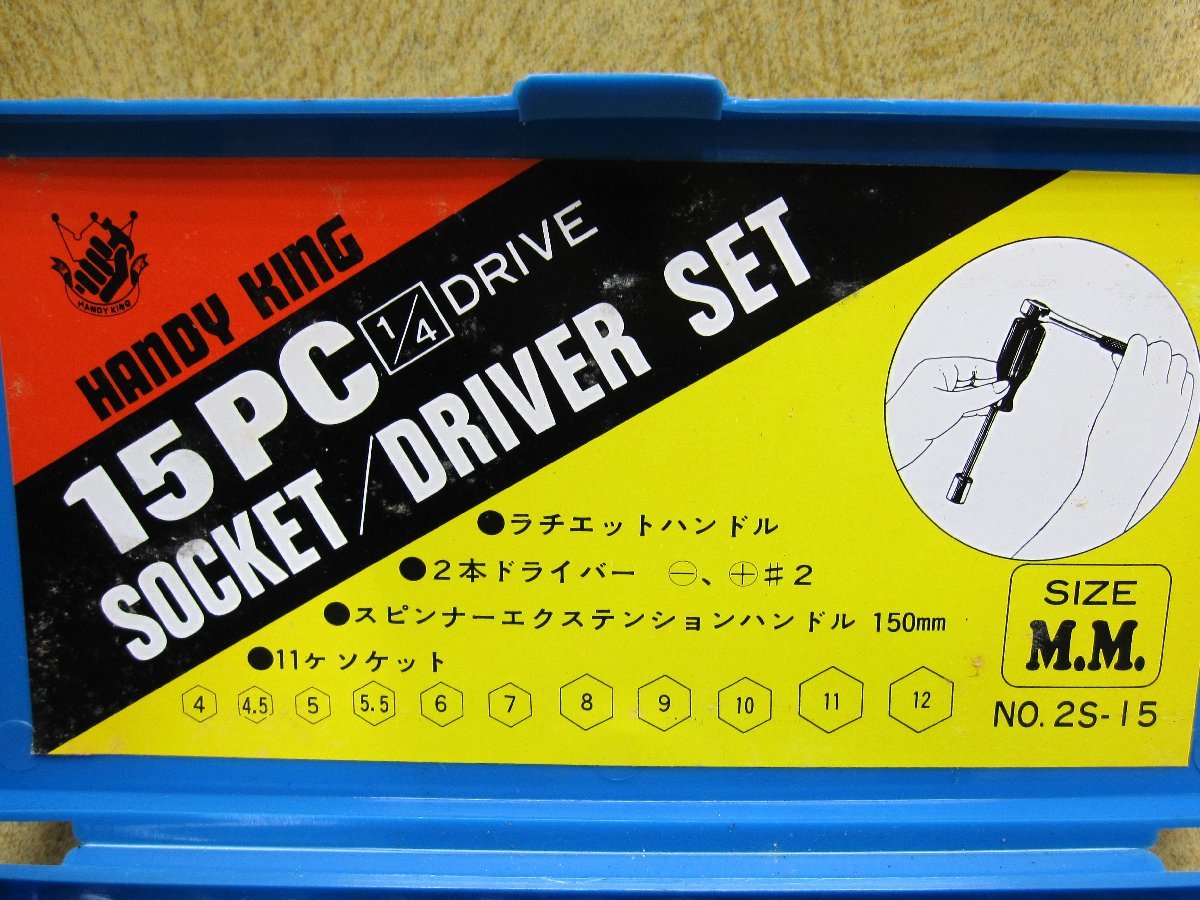 HANDY KING
HANDY KING
15PC 1/4 DRIVE
SOCKET/DRIVER SET
●ラチエットハンドル
●2本ドライバー ⊖、⊕♯2
●スピンナーエクステンションハンドル 150mm
●11ヶソケット
4 4.5 5 5.5 6 7 8 9 10 11 12
SIZE
M.M.
NO. 2S-15